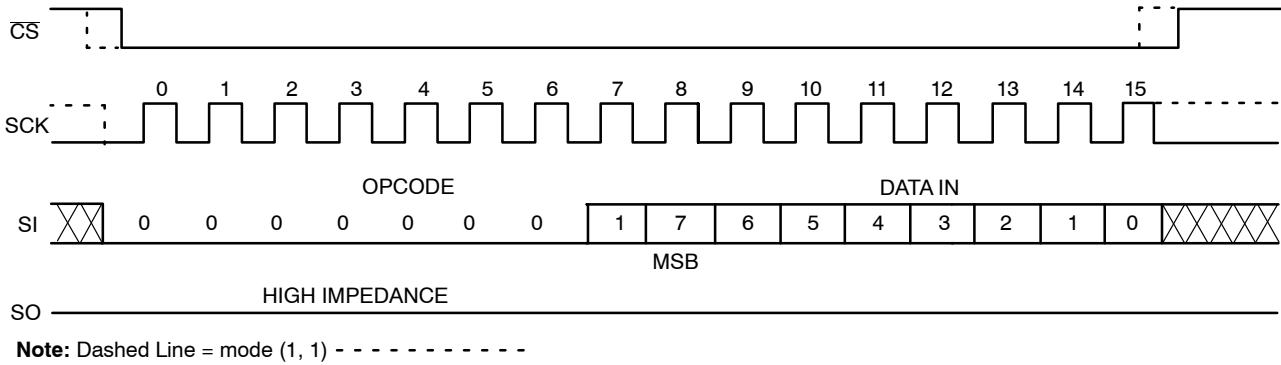 CS
0 1 2 3 4 5 6 7 8 9 10 11 12 13 14 15
SCK
OPCODE DATA IN
SI 0 0 0 0 0 0 0 1 7 6 5 4 3 2 1 0
MSB
HIGH IMPEDANCE
SO
Note: Dashed Line = mode (1, 1) - - - - - - - - - - - -